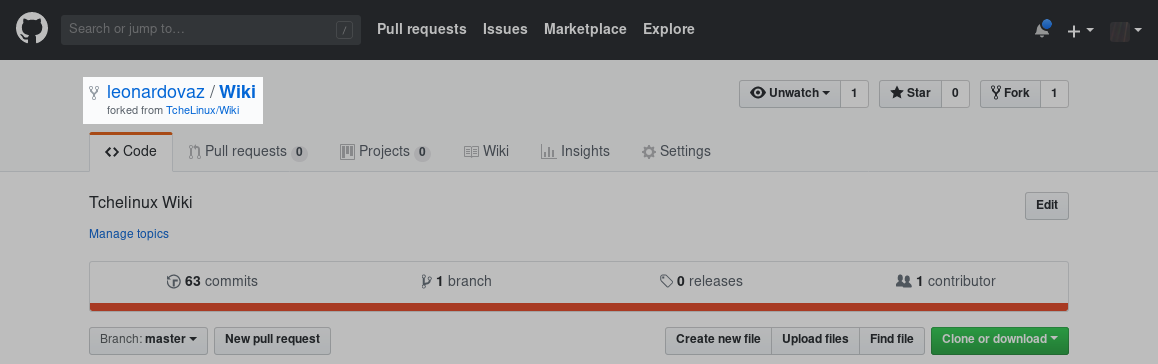 Search or jump to… / Pull requests Issues Marketplace Explore
leonardovaz / Wiki Unwatch 1 Star 0 Fork 1
forked from TcheLinux/Wiki
Code Pull requests 0 Projects 0 Wiki Insights Settings
Tchelinux Wiki Edit
Manage topics
63 commits 1 branch 0 releases 1 contributor
Branch: master New pull request Create new file Upload files Find file Clone or download